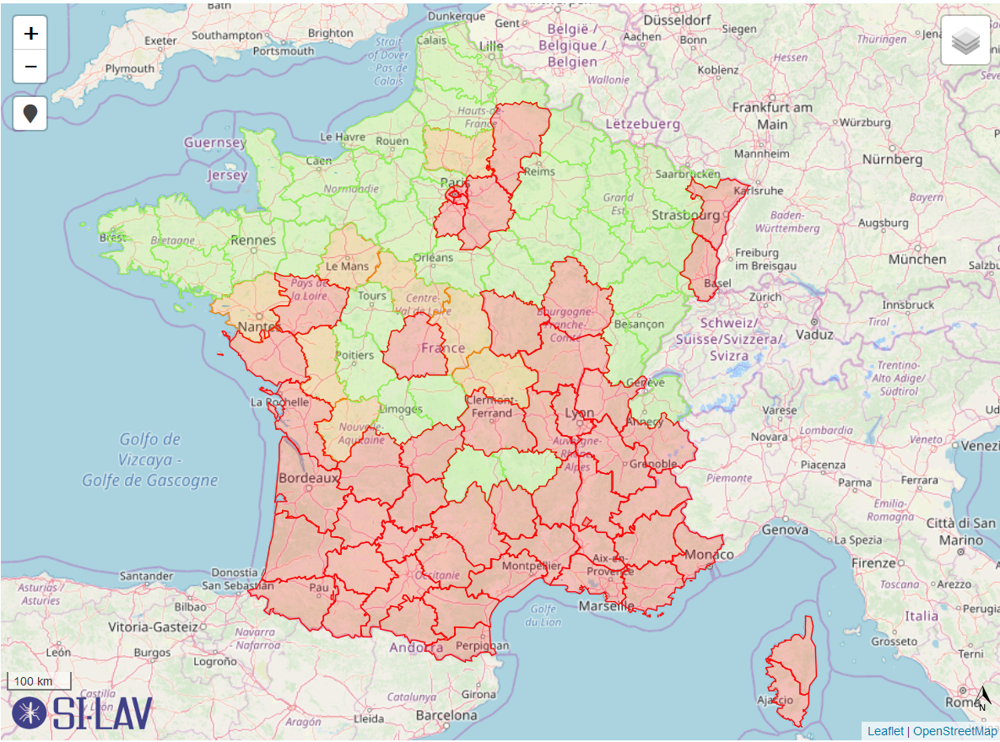 Bath
Dunkerque
Gent
België /
Belgique /
Belgien
Düsseldorf
Siegen
Thuringen
Exeter
Southampton
Brighton
Portsmouth
Strait
of Dover
- Pas de
Calais
Calais
Lille
Aachen
Bonn
Hessen
+
−
Plymouth
Koblenz
Wallonie
Frankfurt am
Main
Hauts-de-
France
Lëtzebuerg
Würzburg
Guernsey
Le Havre
Rouen
Mannheim
Nürnberg
Caen
Jersey
Reims
Saarbrücken
Paris
Normandie
Karlsruhe
Grand
Est
Bayern
Strasbourg
Baden-
Württemberg
Augsburg
Brest
Bretagne
Rennes
Freiburg
im Breisgau
München
Orléans
Le Mans
Salzbu
Basel
Pays de
la Loire
Tours
Centre-
Val de Loire
Zürich
Innsbruck
Bourgogne-
Franche-
Comté
Besançon
Schweiz/
Suisse/Svizzera/
Svizra
Tirol
Vaduz
Nantes
France
Poitiers
Trentino-
Alto Adige/
Südtirol
Genève
La Rochelle
Limoges
Clermont-
Ferrand
Lyon
Annecy
Varese
Lombardia
Novara
Veneto
Venezi
Nouvelle-
Aquitaine
Golfo de
Vizcaya -
Golfe de Gascogne
Auvergne-
Rhône-
Alpes
Grenoble
Piacenza
Bordeaux
Piemonte
Parma
Ferrara
Emilia-
Romagna
Genova
La Spezia
Città di San
Marino
Monaco
Firenze
Aix-en-
Provence
Montpellier
Donostia /
San Sebastián
Santander
Occitanie
Pau
Toscana
Arezzo
Asturias /
Asturies
Bilbao
Marseille
Golfe
du Lion
Perugia
Italia
Vitoria-Gasteiz
Navarra
Nafarroa
Andorra
Perpignan
Grosseto
León
Burgos
Logroño
Terni
100 km
Castilla
y León
Catalunya
Girona
Ajaccio
Roma
N
SI-LAV
Aragón
Lleida
Barcelona
Leaflet | OpenStreetMap